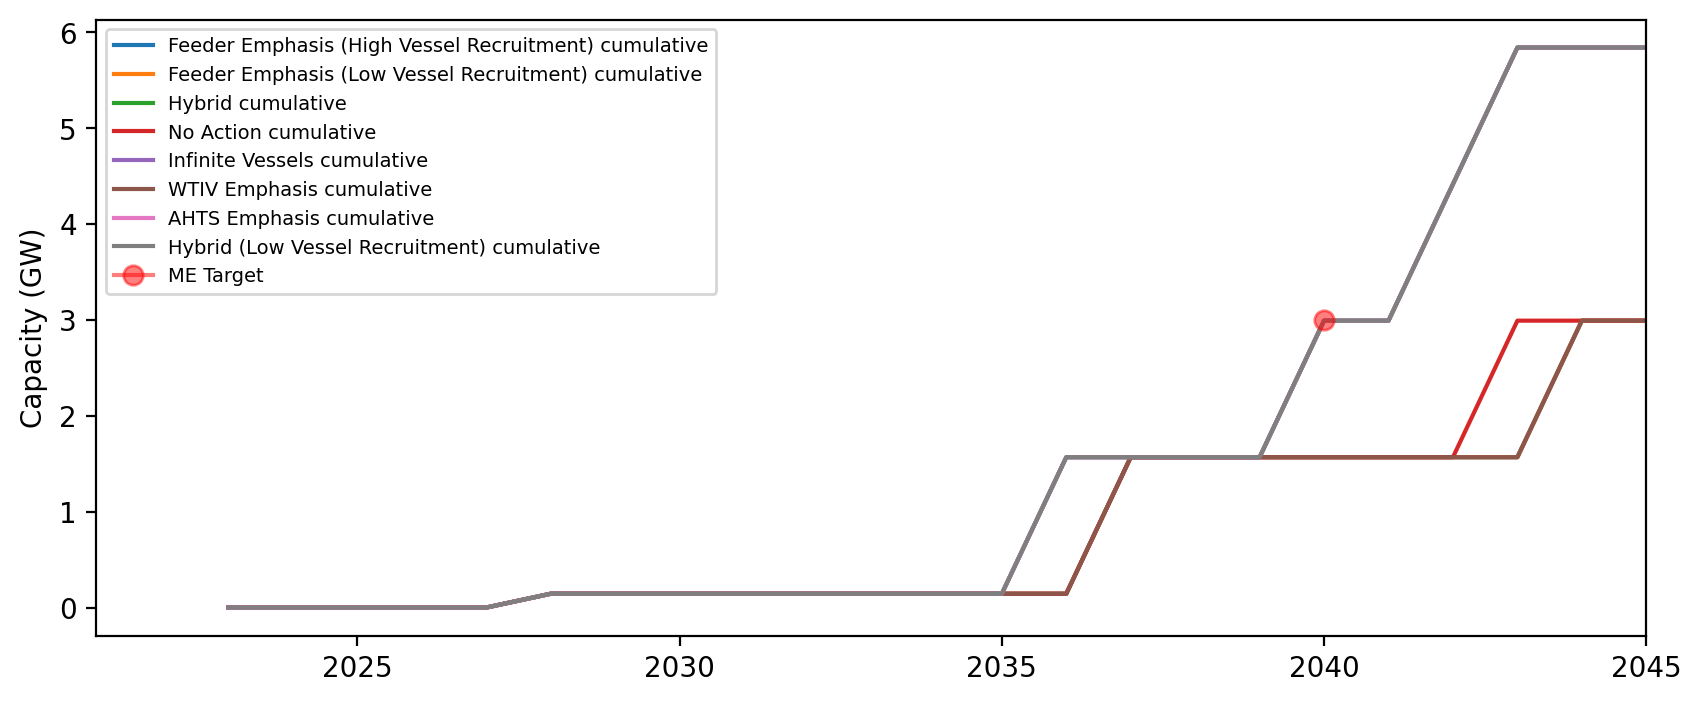 6
5
4
3
2
1
0
Capacity (GW)
Feeder Emphasis (High Vessel Recruitment) cumulative
Feeder Emphasis (Low Vessel Recruitment) cumulative
Hybrid cumulative
No Action cumulative
Infinite Vessels cumulative
WTIV Emphasis cumulative
AHTS Emphasis cumulative
Hybrid (Low Vessel Recruitment) cumulative
ME Target
2025 2030 2035 2040 2045